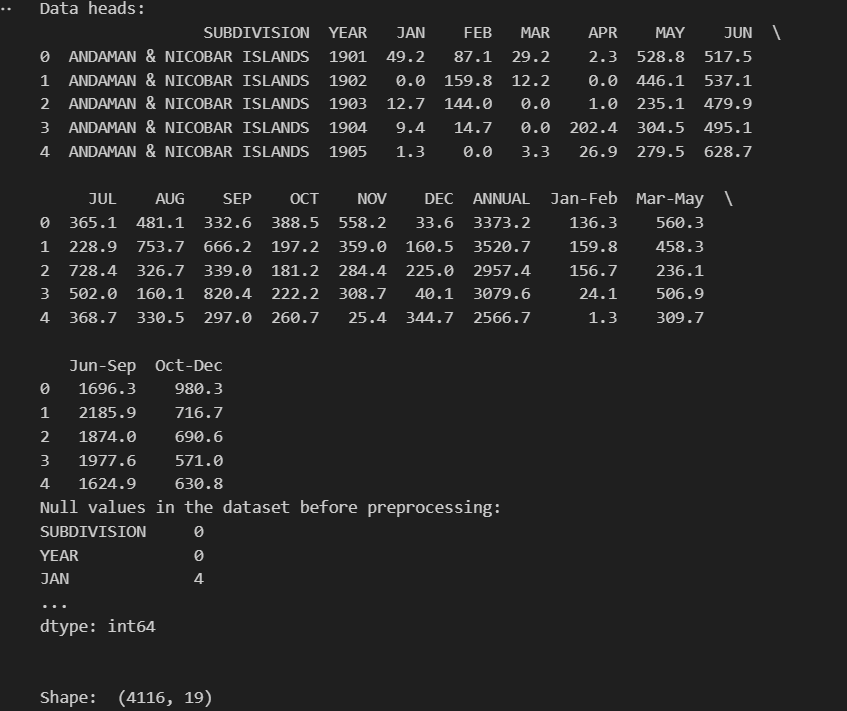 Data heads:
SUBDIVISION YEAR JAN FEB MAR APR MAY JUN \
0 ANDAMAN & NICOBAR ISLANDS 1901 49.2 87.1 29.2 2.3 528.8 517.5
1 ANDAMAN & NICOBAR ISLANDS 1902 0.0 159.8 12.2 0.0 446.1 537.1
2 ANDAMAN & NICOBAR ISLANDS 1903 12.7 144.0 0.0 1.0 235.1 479.9
3 ANDAMAN & NICOBAR ISLANDS 1904 9.4 14.7 0.0 202.4 304.5 495.1
4 ANDAMAN & NICOBAR ISLANDS 1905 1.3 0.0 3.3 26.9 279.5 628.7
JUL AUG SEP OCT NOV DEC ANNUAL Jan-Feb Mar-May \
0 365.1 481.1 332.6 388.5 558.2 33.6 3373.2 136.3 560.3
1 228.9 753.7 666.2 197.2 359.0 160.5 3520.7 159.8 458.3
2 728.4 326.7 339.0 181.2 284.4 225.0 2957.4 156.7 236.1
3 502.0 160.1 820.4 222.2 308.7 40.1 3079.6 24.1 506.9
4 368.7 330.5 297.0 260.7 25.4 344.7 2566.7 1.3 309.7
Jun-Sep Oct-Dec
0 1696.3 980.3
1 2185.9 716.7
2 1874.0 690.6
3 1977.6 571.0
4 1624.9 630.8
Null values in the dataset before preprocessing:
SUBDIVISION 0
YEAR 0
JAN 4
...
dtype: int64
Shape: (4116, 19)